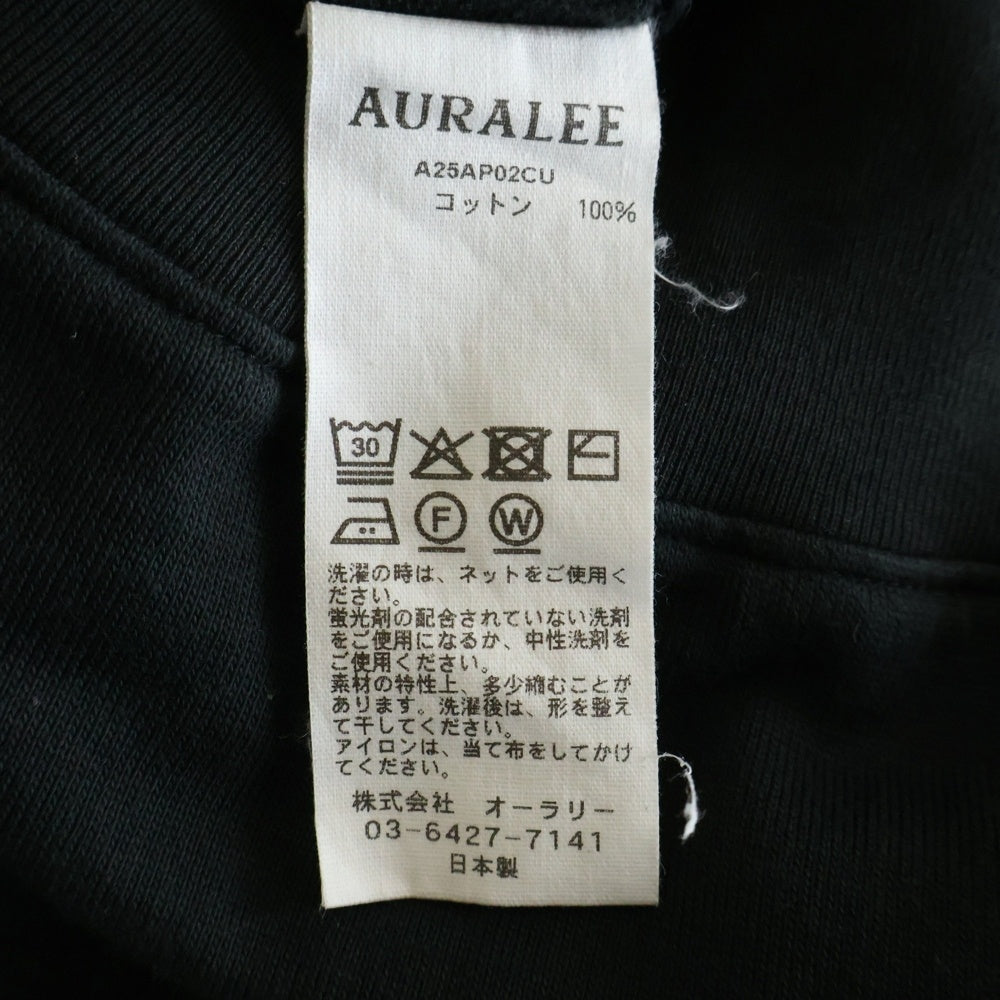 AURALEE
A25AP02CU
コットン 100%
30
F W
洗濯の時は、ネットをご使用く
ださい。
蛍光剤の配合されていない洗剤
をご使用になるか、中性洗剤を
ご使用ください。
素材の特性上、多少縮むことが
あります。洗濯後は、形を整え
て干してください。
アイロンは、当て布をしてかけ
てください。
株式会社 オーラリー
03-6427-7141
日本製